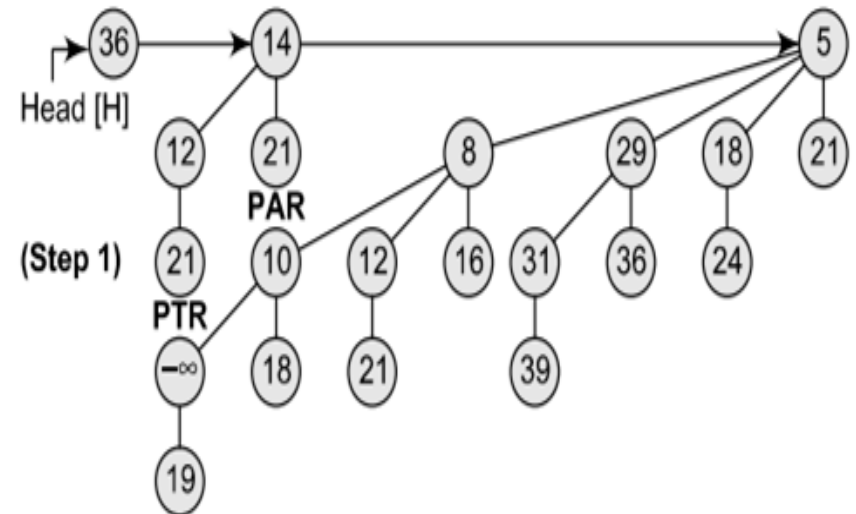 36 14 5
Head [H]
12 21 8 29 18 21
PAR
(Step 1) 21 10 12 16 31 36 24
PTR
−∞ 18 21 39
19